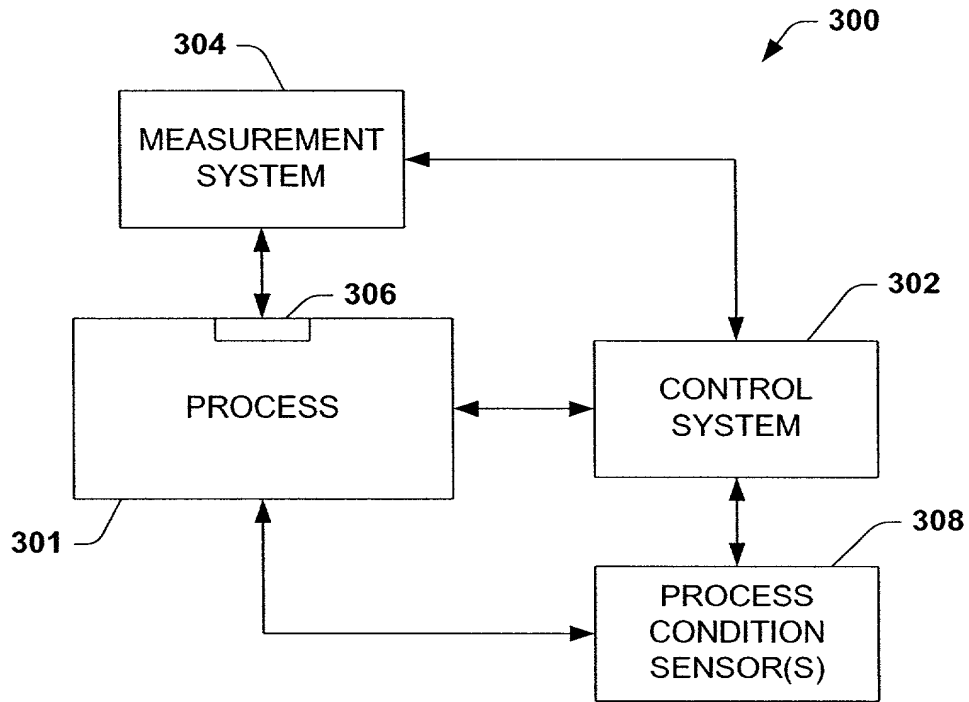 300
304
MEASUREMENT
SYSTEM
306
302
PROCESS
CONTROL
SYSTEM
301
308
PROCESS
CONDITION
SENSOR(S)